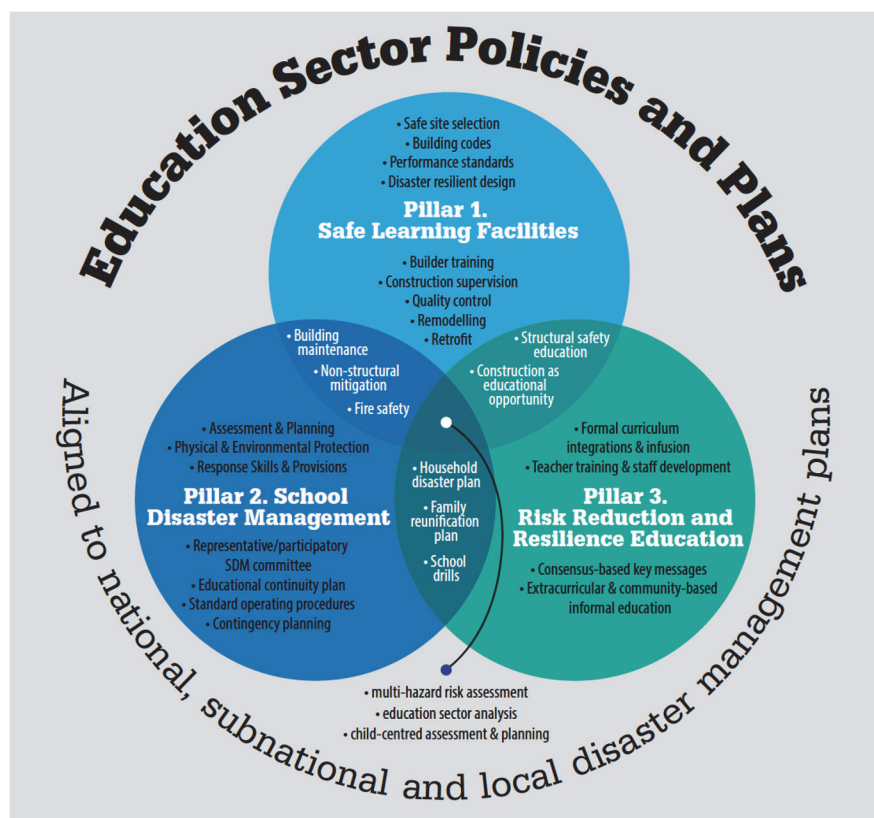 Education Sector Policies and Plans
• Safe site selection
• Building codes
• Performance standards
• Disaster resilient design
Pillar 1.
Safe Learning Facilities
• Builder training
• Construction supervision
• Quality control
• Remodelling
• Retrofit
• Building
maintenance
• Non-structural
mitigation
• Fire safety
• Structural safety
education
• Construction as
educational
opportunity
• Assessment & Planning
• Physical & Environmental Protection
• Response Skills & Provisions
Pillar 2. School
Disaster Management
• Representative/participatory
SDM committee
• Educational continuity plan
• Standard operating procedures
• Contingency planning
• Household
disaster plan
• Family
reunification
plan
• School
drills
• Formal curriculum
integrations & infusion
• Teacher training & staff development
Pillar 3.
Risk Reduction and
Resilience Education
• Consensus-based key messages
• Extracurricular & community-based
informal education
• multi-hazard risk assessment
• education sector analysis
• child-centred assessment & planning
Aligned to national, subnational and local disaster management plans